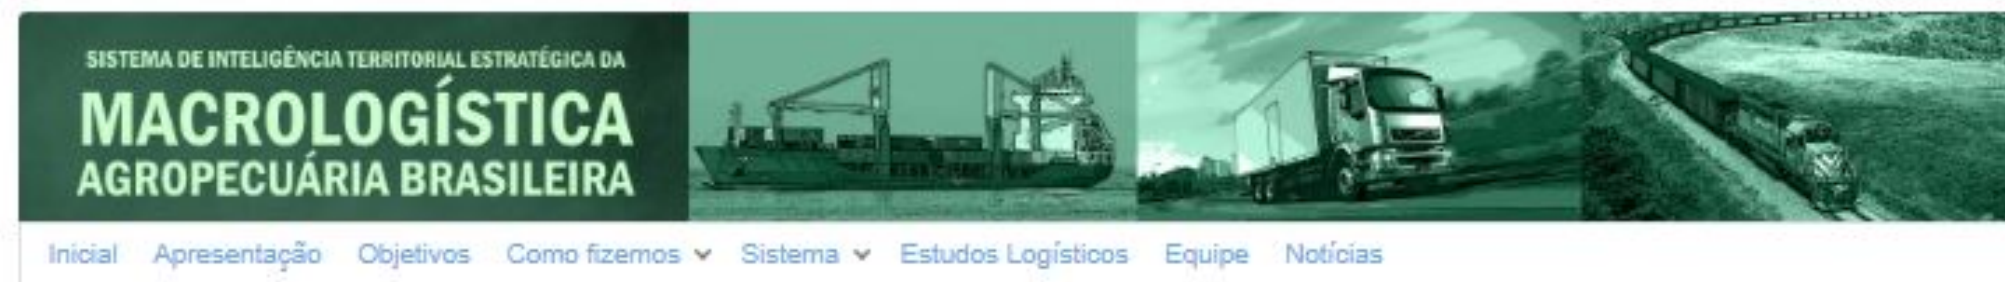 SISTEMA DE INTELIGÊNCIA TERRITORIAL ESTRATÉGICA DA
MACROLOGÍSTICA
AGROPECUÁRIA BRASILEIRA
Inicial Apresentação Objetivos Como fizemos Sistema Estudos Logísticos Equipe Notícias